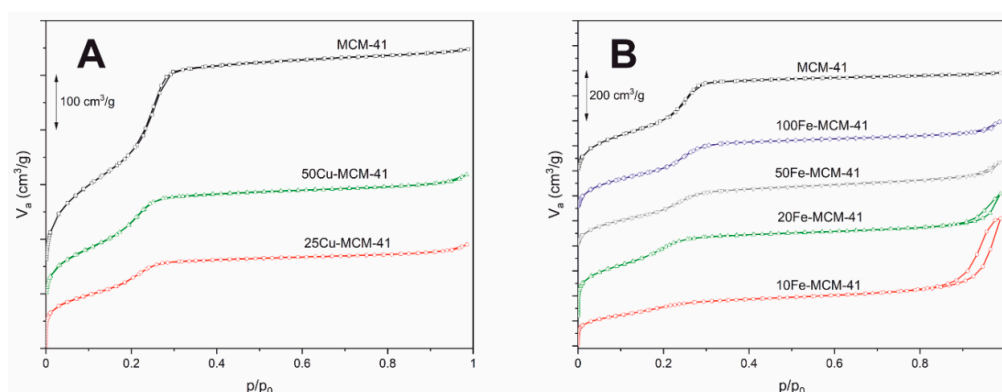 A
MCM-41
100 cm³/g
50Cu-MCM-41
25Cu-MCM-41
Vₐ (cm³/g)
0 0.2 0.4 0.6 0.8 1
p/p₀
B
MCM-41
200 cm³/g
100Fe-MCM-41
50Fe-MCM-41
20Fe-MCM-41
10Fe-MCM-41
Vₐ (cm³/g)
0 0.2 0.4 0.6 0.8
p/p₀